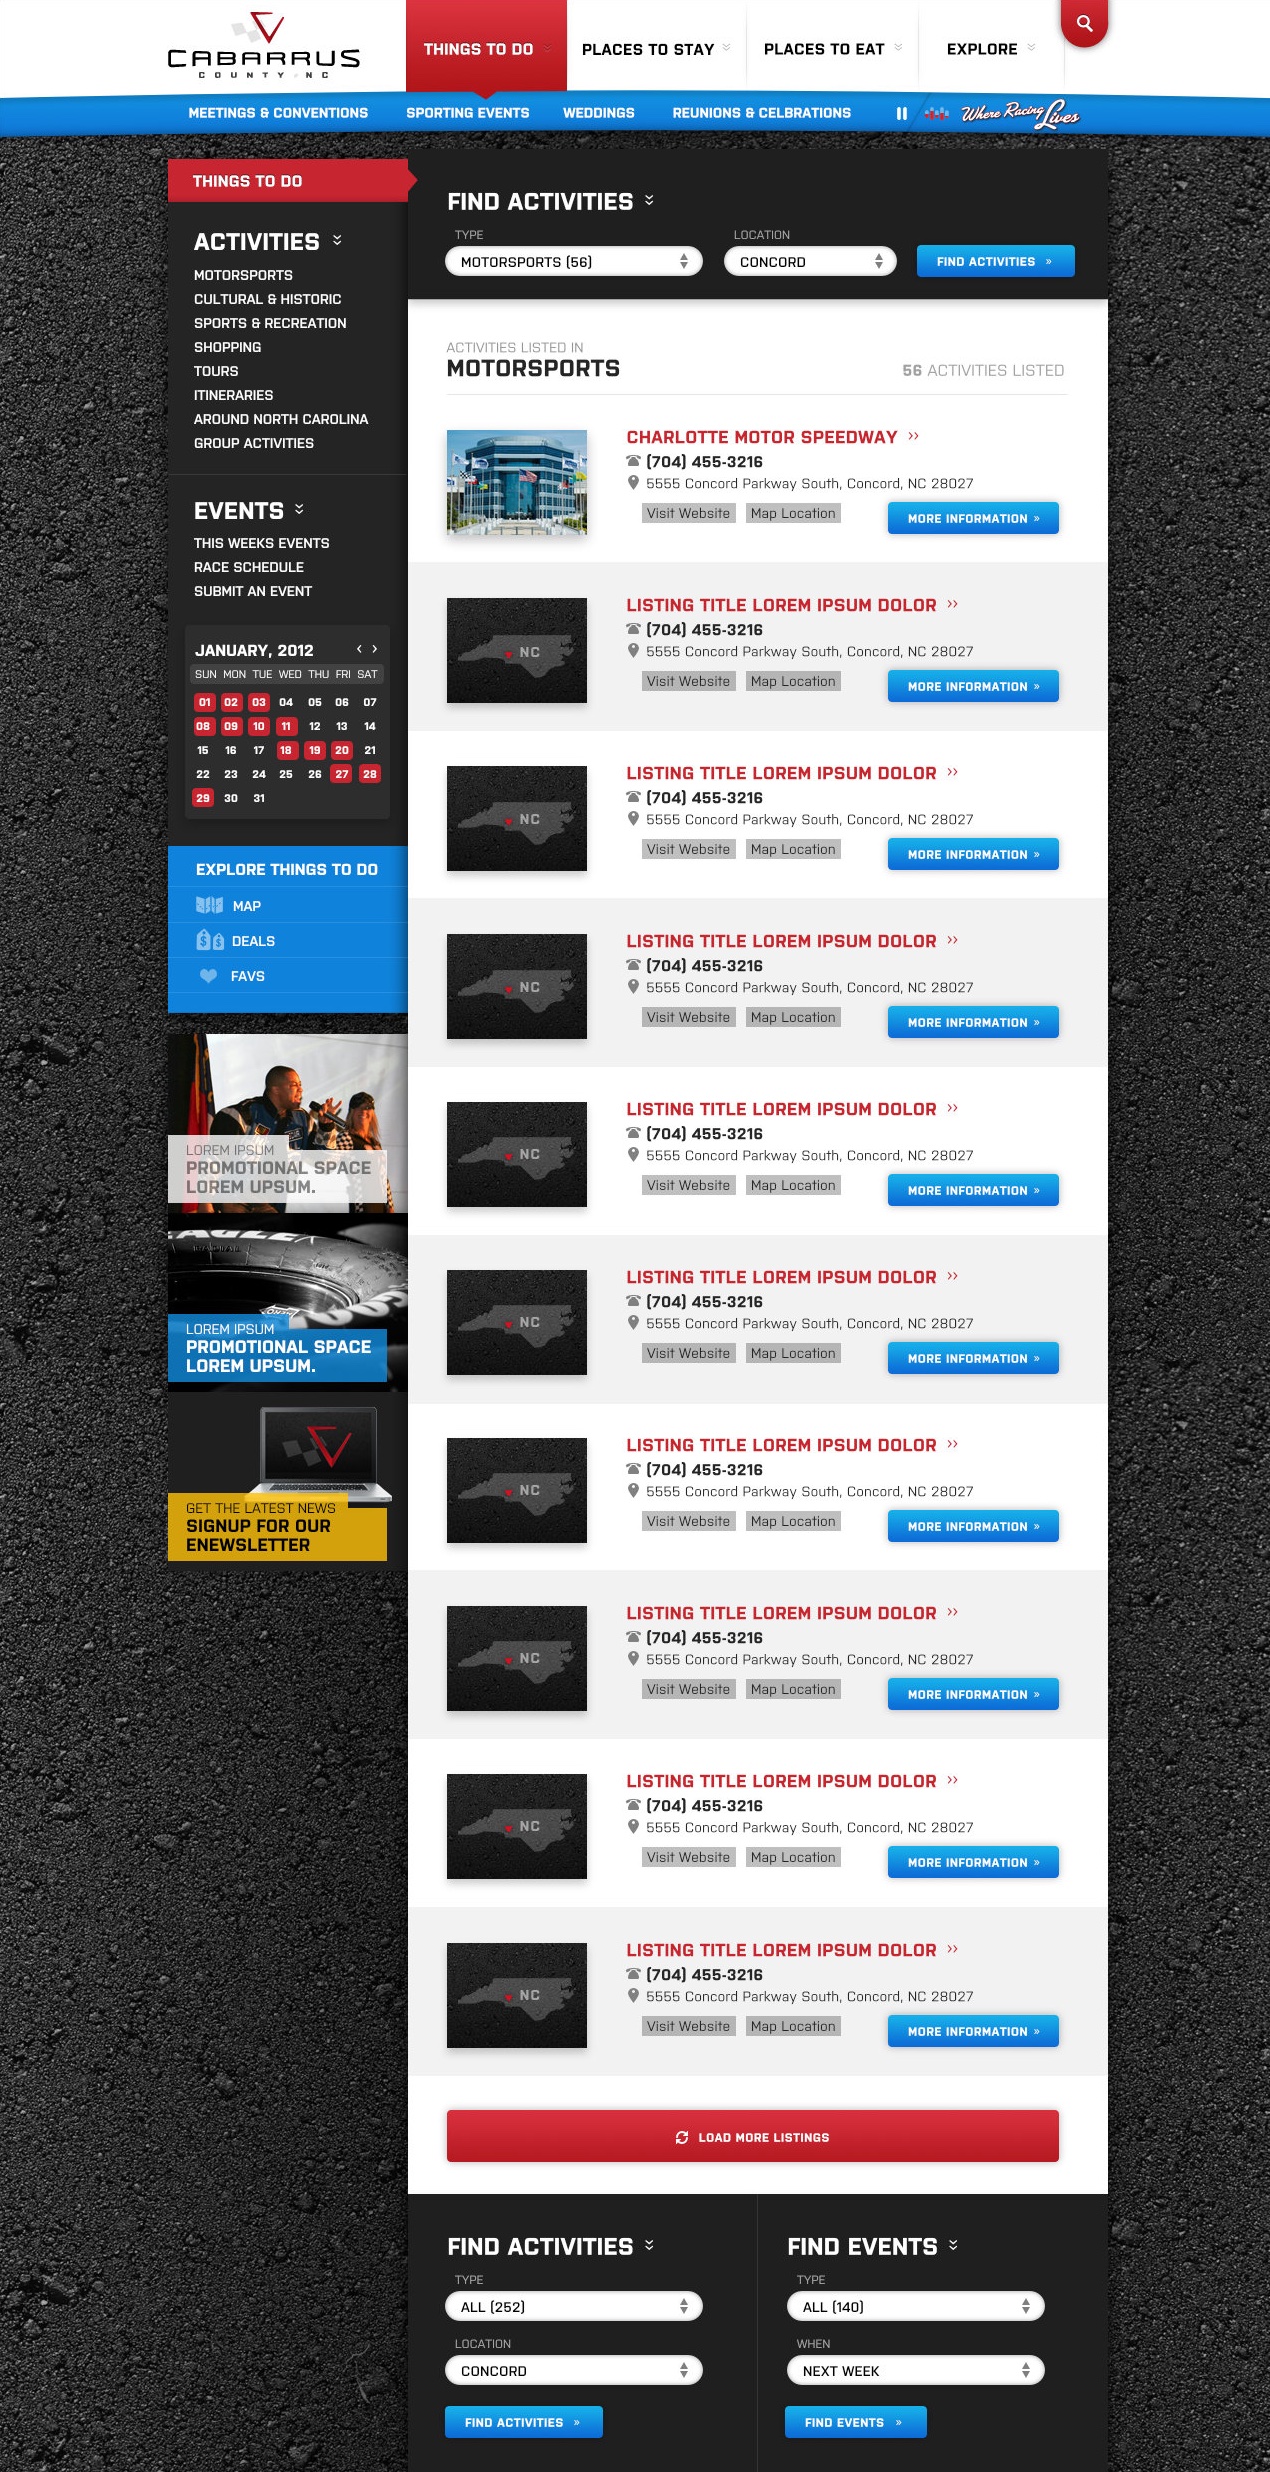 CABARRUS
COUNTY NC
THINGS TO DO
PLACES TO STAY
PLACES TO EAT
EXPLORE
MEETINGS & CONVENTIONS
SPORTING EVENTS
WEDDINGS
REUNIONS & CELBRATIONS
Where Racing Lives
THINGS TO DO
ACTIVITIES
MOTORSPORTS
CULTURAL & HISTORIC
SPORTS & RECREATION
SHOPPING
TOURS
ITINERARIES
AROUND NORTH CAROLINA
GROUP ACTIVITIES
EVENTS
THIS WEEKS EVENTS
RACE SCHEDULE
SUBMIT AN EVENT
JANUARY, 2012 ‹ ›
SUN MON TUE WED THU FRI SAT
01 02 03 04 05 06 07
08 09 10 11 12 13 14
15 16 17 18 19 20 21
22 23 24 25 26 27 28
29 30 31
EXPLORE THINGS TO DO
MAP
$ $ DEALS
FAVS
LOREM IPSUM
PROMOTIONAL SPACE
LOREM UPSUM.
EAGLE
RADIAL
LOREM IPSUM
PROMOTIONAL SPACE
LOREM UPSUM.
GET THE LATEST NEWS
SIGNUP FOR OUR
ENEWSLETTER
FIND ACTIVITIES
TYPE
MOTORSPORTS (56)
LOCATION
CONCORD
FIND ACTIVITIES »
ACTIVITIES LISTED IN
MOTORSPORTS
56 ACTIVITIES LISTED
CHARLOTTE MOTOR SPEEDWAY ››
(704) 455-3216
5555 Concord Parkway South, Concord, NC 28027
Visit Website Map Location
MORE INFORMATION »
NC
LISTING TITLE LOREM IPSUM DOLOR ››
(704) 455-3216
5555 Concord Parkway South, Concord, NC 28027
Visit Website Map Location
MORE INFORMATION »
NC
LISTING TITLE LOREM IPSUM DOLOR ››
(704) 455-3216
5555 Concord Parkway South, Concord, NC 28027
Visit Website Map Location
MORE INFORMATION »
NC
LISTING TITLE LOREM IPSUM DOLOR ››
(704) 455-3216
5555 Concord Parkway South, Concord, NC 28027
Visit Website Map Location
MORE INFORMATION »
NC
LISTING TITLE LOREM IPSUM DOLOR ››
(704) 455-3216
5555 Concord Parkway South, Concord, NC 28027
Visit Website Map Location
MORE INFORMATION »
NC
LISTING TITLE LOREM IPSUM DOLOR ››
(704) 455-3216
5555 Concord Parkway South, Concord, NC 28027
Visit Website Map Location
MORE INFORMATION »
NC
LISTING TITLE LOREM IPSUM DOLOR ››
(704) 455-3216
5555 Concord Parkway South, Concord, NC 28027
Visit Website Map Location
MORE INFORMATION »
NC
LISTING TITLE LOREM IPSUM DOLOR ››
(704) 455-3216
5555 Concord Parkway South, Concord, NC 28027
Visit Website Map Location
MORE INFORMATION »
NC
LISTING TITLE LOREM IPSUM DOLOR ››
(704) 455-3216
5555 Concord Parkway South, Concord, NC 28027
Visit Website Map Location
MORE INFORMATION »
NC
LISTING TITLE LOREM IPSUM DOLOR ››
(704) 455-3216
5555 Concord Parkway South, Concord, NC 28027
Visit Website Map Location
MORE INFORMATION »
LOAD MORE LISTINGS
FIND ACTIVITIES
TYPE
ALL (252)
LOCATION
CONCORD
FIND ACTIVITIES »
FIND EVENTS
TYPE
ALL (140)
WHEN
NEXT WEEK
FIND EVENTS »